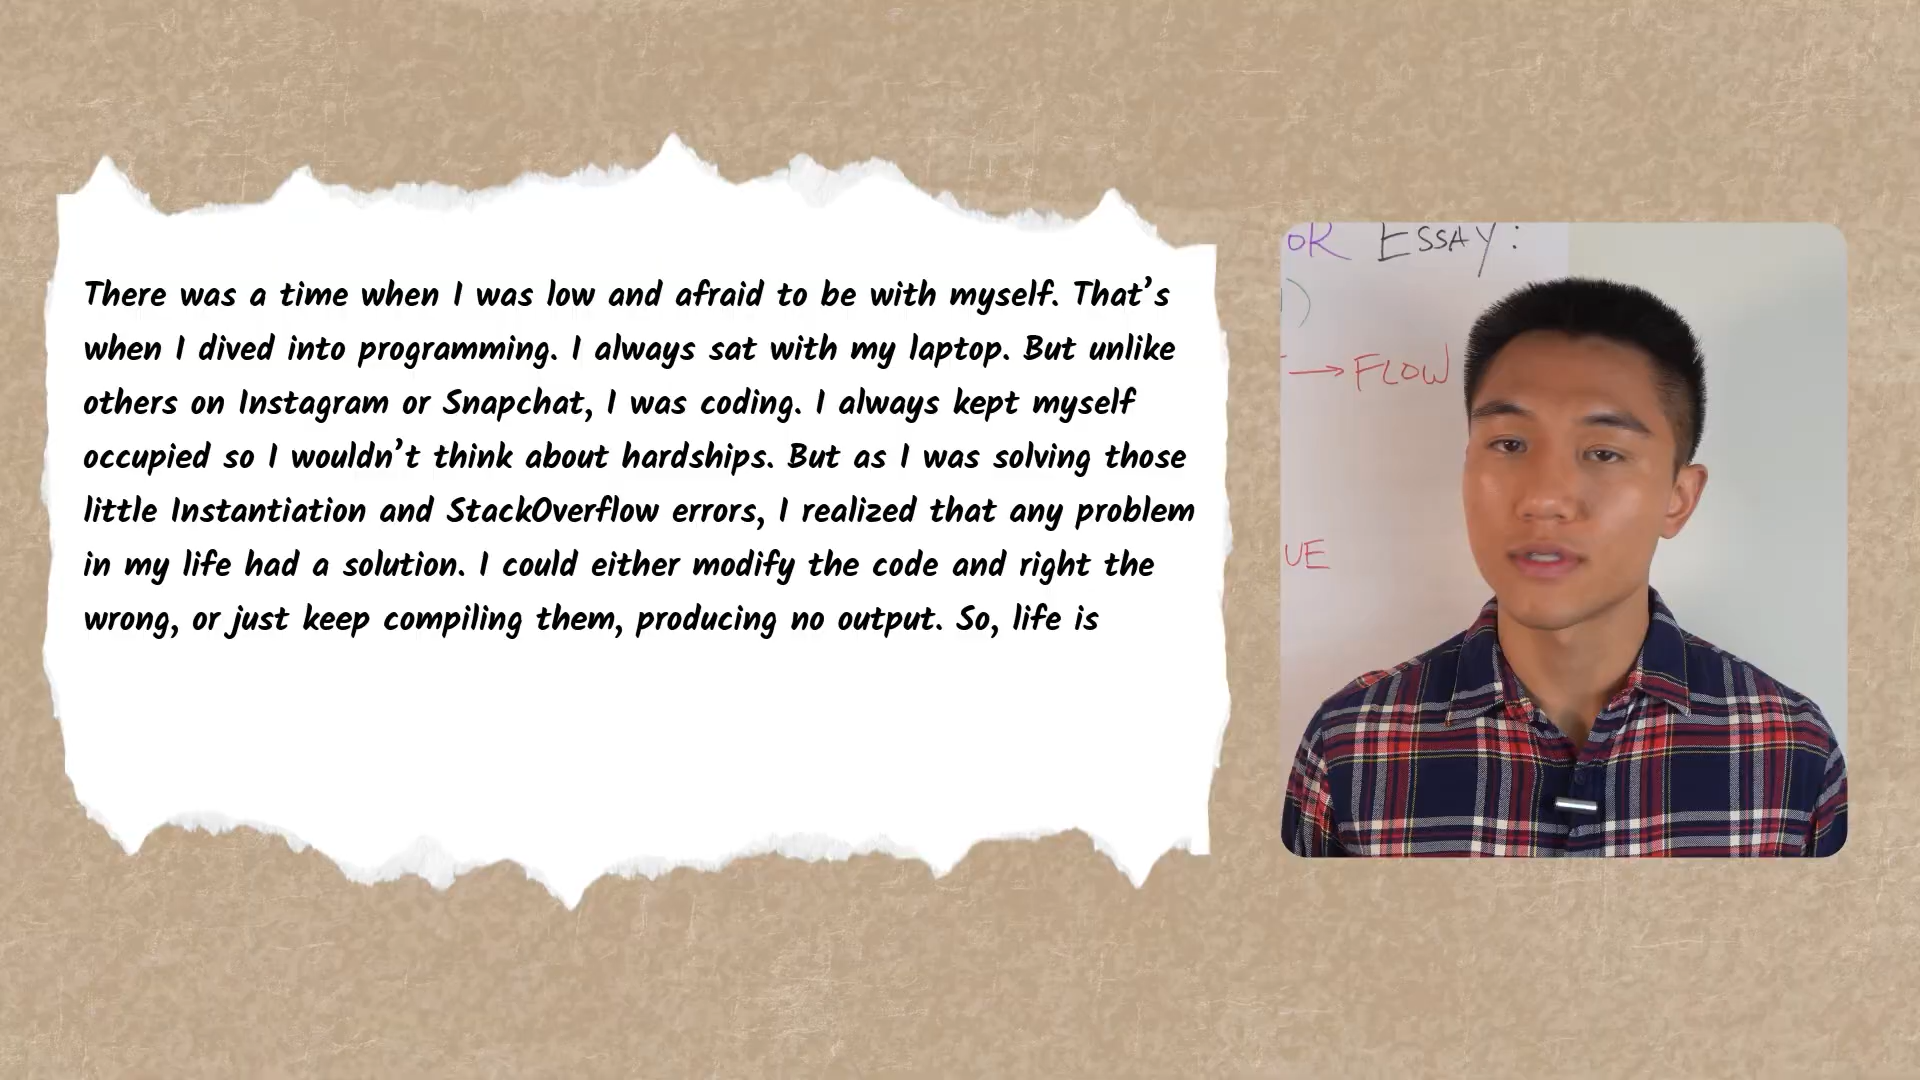 There was a time when I was low and afraid to be with myself. That’s
when I dived into programming. I always sat with my laptop. But unlike
others on Instagram or Snapchat, I was coding. I always kept myself
occupied so I wouldn’t think about hardships. But as I was solving those
little Instantiation and StackOverflow errors, I realized that any problem
in my life had a solution. I could either modify the code and right the
wrong, or just keep compiling them, producing no output. So, life is
OR ESSAY:
)
→ FLOW
UE